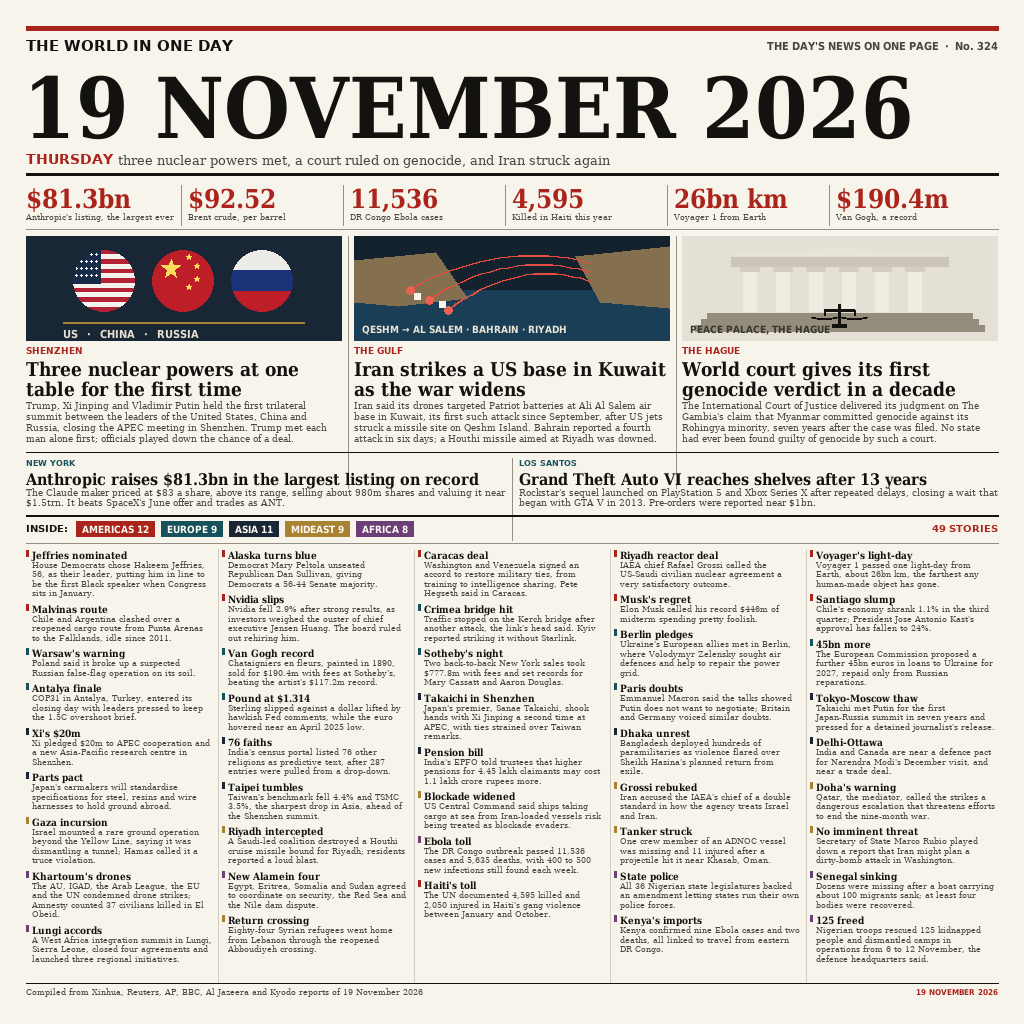 THE WORLD IN ONE DAY
THE DAY'S NEWS ON ONE PAGE · No. 324
19 NOVEMBER 2026
THURSDAY three nuclear powers met, a court ruled on genocide, and Iran struck again
$81.3bn
Anthropic's listing, the largest ever
$92.52
Brent crude, per barrel
11,536
DR Congo Ebola cases
4,595
Killed in Haiti this year
26bn km
Voyager 1 from Earth
$190.4m
Van Gogh, a record
US · CHINA · RUSSIA
SHENZHEN
Three nuclear powers at one
table for the first time
Trump, Xi Jinping and Vladimir Putin held the first trilateral
summit between the leaders of the United States, China and
Russia, closing the APEC meeting in Shenzhen. Trump met each
man alone first; officials played down the chance of a deal.
QESHM → AL SALEM · BAHRAIN · RIYADH
THE GULF
Iran strikes a US base in Kuwait
as the war widens
Iran said its drones targeted Patriot batteries at Ali Al Salem air
base in Kuwait, its first such attack since September, after US jets
struck a missile site on Qeshm Island. Bahrain reported a fourth
attack in six days; a Houthi missile aimed at Riyadh was downed.
PEACE PALACE, THE HAGUE
THE HAGUE
World court gives its first
genocide verdict in a decade
The International Court of Justice delivered its judgment on The
Gambia's claim that Myanmar committed genocide against its
Rohingya minority, seven years after the case was filed. No state
had ever been found guilty of genocide by such a court.
NEW YORK
Anthropic raises $81.3bn in the largest listing on record
The Claude maker priced at $83 a share, above its range, selling about 980m shares and valuing it near
$1.5trn. It beats SpaceX's June offer and trades as ANT.
LOS SANTOS
Grand Theft Auto VI reaches shelves after 13 years
Rockstar's sequel launched on PlayStation 5 and Xbox Series X after repeated delays, closing a wait that
began with GTA V in 2013. Pre-orders were reported near $1bn.
INSIDE: AMERICAS 12 EUROPE 9 ASIA 11 MIDEAST 9 AFRICA 8
49 STORIES
Jeffries nominated
House Democrats chose Hakeem Jeffries,
56, as their leader, putting him in line to
be the first Black speaker when Congress
sits in January.
Malvinas route
Chile and Argentina clashed over a
reopened cargo route from Punta Arenas
to the Falklands, idle since 2011.
Warsaw's warning
Poland said it broke up a suspected
Russian false-flag operation on its soil.
Antalya finale
COP31 in Antalya, Turkey, entered its
closing day with leaders pressed to keep
the 1.5C overshoot brief.
Xi's $20m
Xi pledged $20m to APEC cooperation and
a new Asia-Pacific research centre in
Shenzhen.
Parts pact
Japan's carmakers will standardise
specifications for steel, resins and wire
harnesses to hold ground abroad.
Gaza incursion
Israel mounted a rare ground operation
beyond the Yellow Line, saying it was
dismantling a tunnel; Hamas called it a
truce violation.
Khartoum's drones
The AU, IGAD, the Arab League, the EU
and the UN condemned drone strikes;
Amnesty counted 37 civilians killed in El
Obeid.
Lungi accords
A West Africa integration summit in Lungi,
Sierra Leone, closed four agreements and
launched three regional initiatives.
Alaska turns blue
Democrat Mary Peltola unseated
Republican Dan Sullivan, giving
Democrats a 56-44 Senate majority.
Nvidia slips
Nvidia fell 2.9% after strong results, as
investors weighed the ouster of chief
executive Jensen Huang. The board ruled
out rehiring him.
Van Gogh record
Chataigniers en fleurs, painted in 1890,
sold for $190.4m with fees at Sotheby's,
beating the artist's $117.2m record.
Pound at $1.314
Sterling slipped against a dollar lifted by
hawkish Fed comments, while the euro
hovered near an April 2025 low.
76 faiths
India's census portal listed 76 other
religions as predictive text, after 287
entries were pulled from a drop-down.
Taipei tumbles
Taiwan's benchmark fell 4.4% and TSMC
3.5%, the sharpest drop in Asia, ahead of
the Shenzhen summit.
Riyadh intercepted
A Saudi-led coalition destroyed a Houthi
cruise missile bound for Riyadh; residents
reported a loud blast.
New Alamein four
Egypt, Eritrea, Somalia and Sudan agreed
to coordinate on security, the Red Sea and
the Nile dam dispute.
Return crossing
Eighty-four Syrian refugees went home
from Lebanon through the reopened
Abboudiyeh crossing.
Caracas deal
Washington and Venezuela signed an
accord to restore military ties, from
training to intelligence sharing, Pete
Hegseth said in Caracas.
Crimea bridge hit
Traffic stopped on the Kerch bridge after
another attack, the link's head said. Kyiv
reported striking it without Starlink.
Sotheby's night
Two back-to-back New York sales took
$777.8m with fees and set records for
Mary Cassatt and Aaron Douglas.
Takaichi in Shenzhen
Japan's premier, Sanae Takaichi, shook
hands with Xi Jinping a second time at
APEC, with ties strained over Taiwan
remarks.
Pension bill
India's EPFO told trustees that higher
pensions for 4.45 lakh claimants may cost
1.1 lakh crore rupees more.
Blockade widened
US Central Command said ships taking
cargo at sea from Iran-loaded vessels risk
being treated as blockade evaders.
Ebola toll
The DR Congo outbreak passed 11,536
cases and 5,635 deaths, with 400 to 500
new infections still found each week.
Haiti's toll
The UN documented 4,595 killed and
2,050 injured in Haiti's gang violence
between January and October.
Riyadh reactor deal
IAEA chief Rafael Grossi called the
US-Saudi civilian nuclear agreement a
very satisfactory outcome.
Musk's regret
Elon Musk called his record $446m of
midterm spending pretty foolish.
Berlin pledges
Ukraine's European allies met in Berlin,
where Volodymyr Zelensky sought air
defences and help to repair the power
grid.
Paris doubts
Emmanuel Macron said the talks showed
Putin does not want to negotiate; Britain
and Germany voiced similar doubts.
Dhaka unrest
Bangladesh deployed hundreds of
paramilitaries as violence flared over
Sheikh Hasina's planned return from
exile.
Grossi rebuked
Iran accused the IAEA's chief of a double
standard in how the agency treats Israel
and Iran.
Tanker struck
One crew member of an ADNOC vessel
was missing and 11 injured after a
projectile hit it near Khasab, Oman.
State police
All 36 Nigerian state legislatures backed
an amendment letting states run their own
police forces.
Kenya's imports
Kenya confirmed nine Ebola cases and two
deaths, all linked to travel from eastern
DR Congo.
Voyager's light-day
Voyager 1 passed one light-day from
Earth, about 26bn km, the farthest any
human-made object has gone.
Santiago slump
Chile's economy shrank 1.1% in the third
quarter; President Jose Antonio Kast's
approval has fallen to 24%.
45bn more
The European Commission proposed a
further 45bn euros in loans to Ukraine for
2027, repaid only from Russian
reparations.
Tokyo-Moscow thaw
Takaichi met Putin for the first
Japan-Russia summit in seven years and
pressed for a detained journalist's release.
Delhi-Ottawa
India and Canada are near a defence pact
for Narendra Modi's December visit, and
near a trade deal.
Doha's warning
Qatar, the mediator, called the strikes a
dangerous escalation that threatens efforts
to end the nine-month war.
No imminent threat
Secretary of State Marco Rubio played
down a report that Iran might plan a
dirty-bomb attack in Washington.
Senegal sinking
Dozens were missing after a boat carrying
about 100 migrants sank; at least four
bodies were recovered.
125 freed
Nigerian troops rescued 125 kidnapped
people and dismantled camps in
operations from 6 to 12 November, the
defence headquarters said.
Compiled from Xinhua, Reuters, AP, BBC, Al Jazeera and Kyodo reports of 19 November 2026
19 NOVEMBER 2026